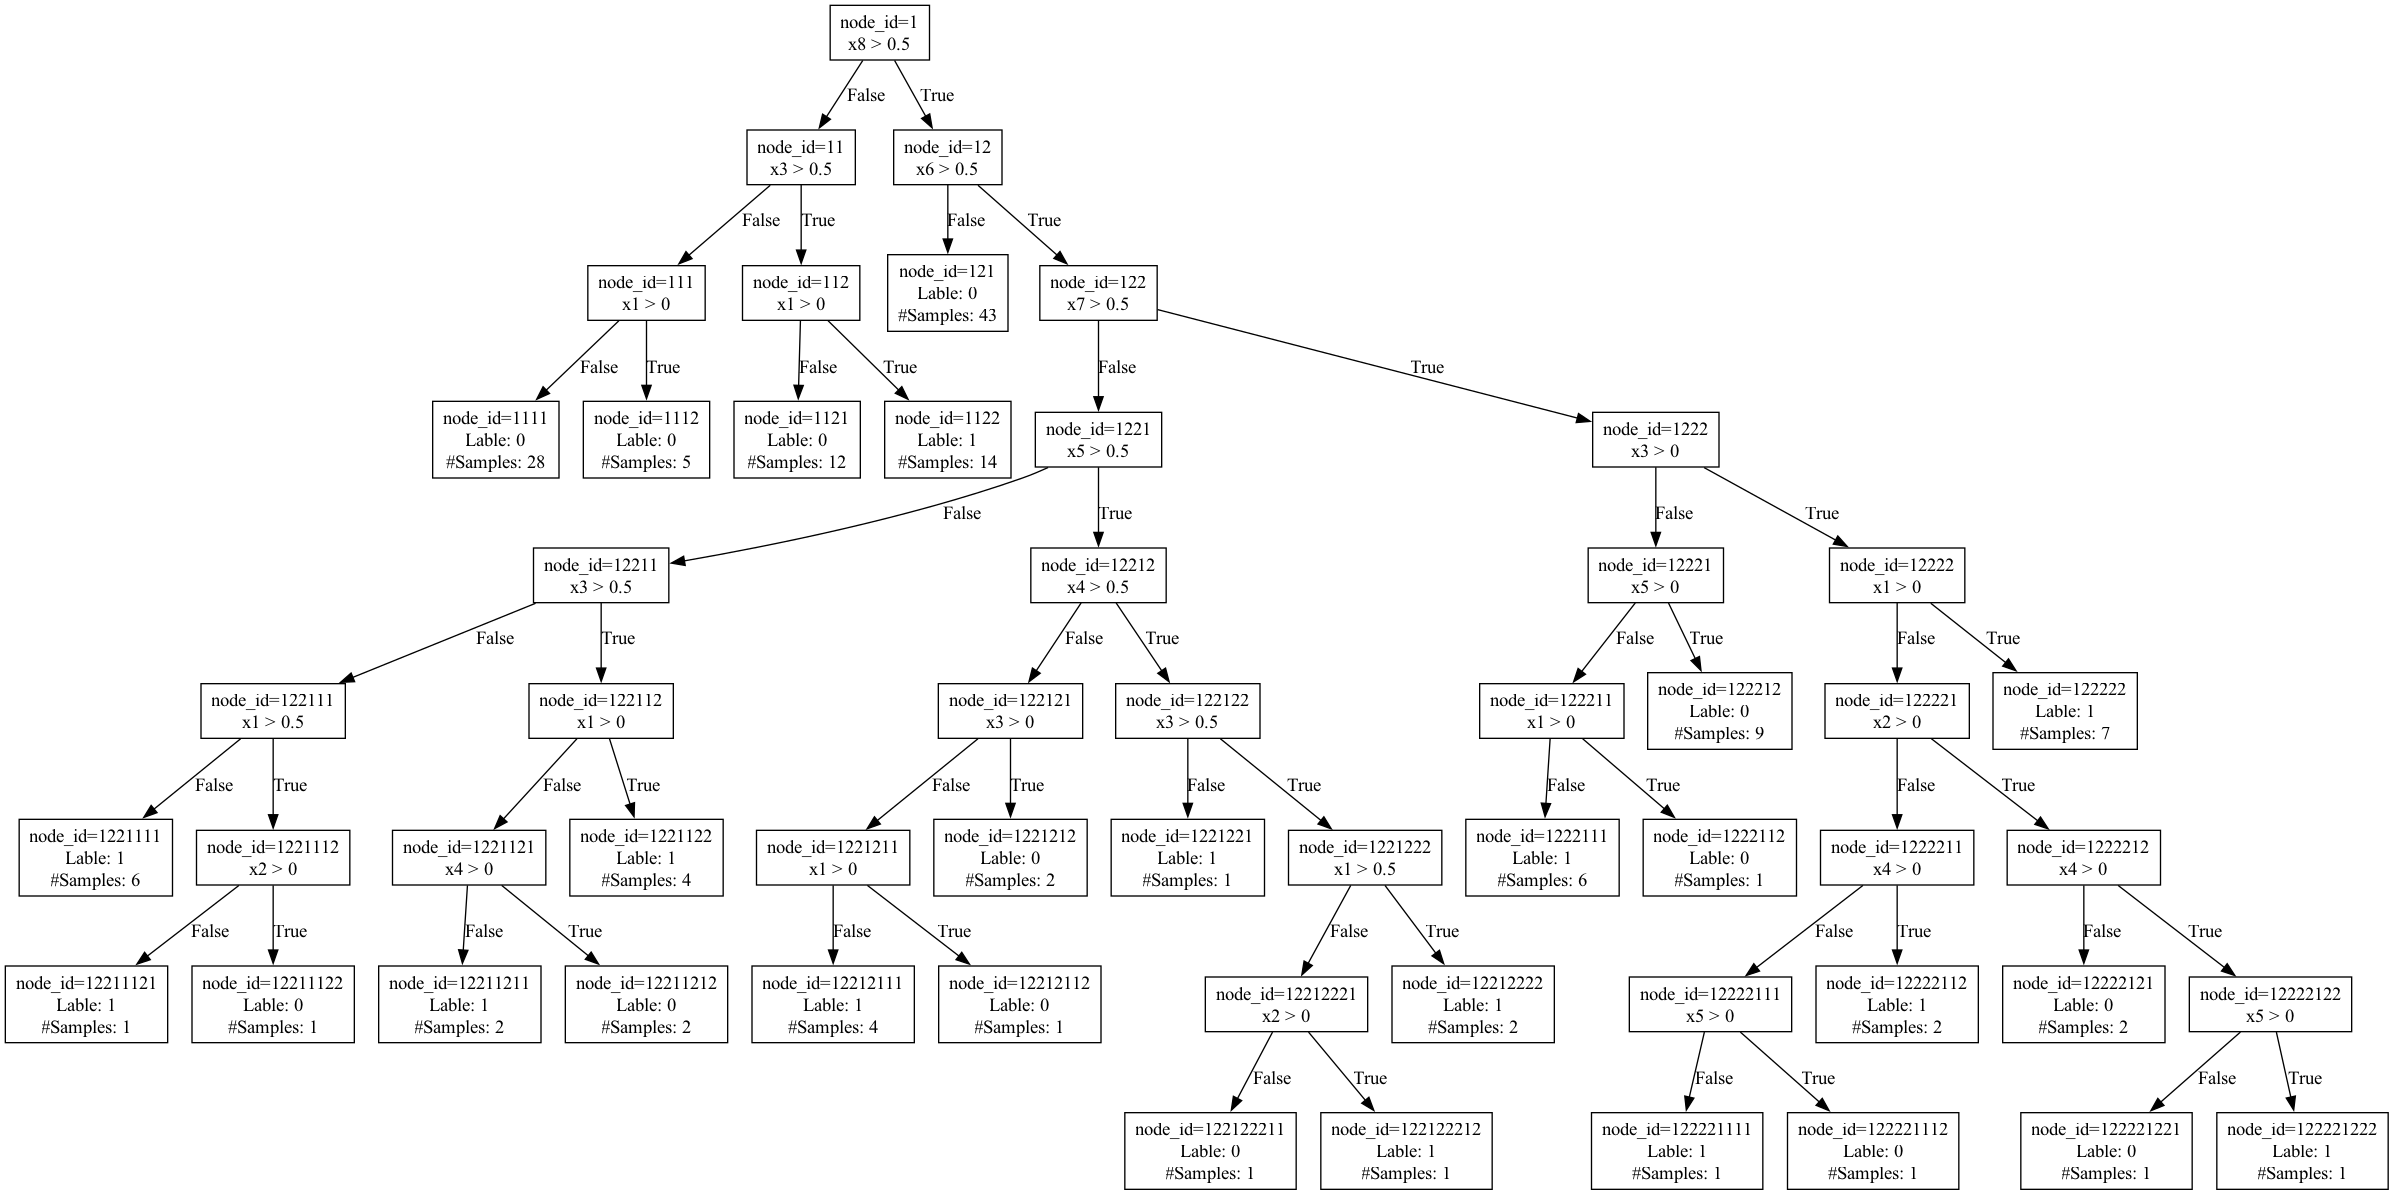 node_id=1
x8 > 0.5
False
True
node_id=11
x3 > 0.5
node_id=12
x6 > 0.5
False
True
False
True
node_id=111
x1 > 0
node_id=112
x1 > 0
node_id=121
Lable: 0
#Samples: 43
node_id=122
x7 > 0.5
False
True
False
True
False
True
node_id=1111
Lable: 0
#Samples: 28
node_id=1112
Lable: 0
#Samples: 5
node_id=1121
Lable: 0
#Samples: 12
node_id=1122
Lable: 1
#Samples: 14
node_id=1221
x5 > 0.5
node_id=1222
x3 > 0
False
True
False
True
node_id=12211
x3 > 0.5
node_id=12212
x4 > 0.5
node_id=12221
x5 > 0
node_id=12222
x1 > 0
False
True
False
True
False
True
False
True
node_id=122111
x1 > 0.5
node_id=122112
x1 > 0
node_id=122121
x3 > 0
node_id=122122
x3 > 0.5
node_id=122211
x1 > 0
node_id=122212
Lable: 0
#Samples: 9
node_id=122221
x2 > 0
node_id=122222
Lable: 1
#Samples: 7
False
True
False
True
False
True
False
True
False
True
False
True
node_id=1221111
Lable: 1
#Samples: 6
node_id=1221112
x2 > 0
node_id=1221121
x4 > 0
node_id=1221122
Lable: 1
#Samples: 4
node_id=1221211
x1 > 0
node_id=1221212
Lable: 0
#Samples: 2
node_id=1221221
Lable: 1
#Samples: 1
node_id=1221222
x1 > 0.5
node_id=1222111
Lable: 1
#Samples: 6
node_id=1222112
Lable: 0
#Samples: 1
node_id=1222211
x4 > 0
node_id=1222212
x4 > 0
False
True
False
True
False
True
False
True
False
True
False
True
node_id=12211121
Lable: 1
#Samples: 1
node_id=12211122
Lable: 0
#Samples: 1
node_id=12211211
Lable: 1
#Samples: 2
node_id=12211212
Lable: 0
#Samples: 2
node_id=12212111
Lable: 1
#Samples: 4
node_id=12212112
Lable: 0
#Samples: 1
node_id=12212221
x2 > 0
node_id=12212222
Lable: 1
#Samples: 2
node_id=12222111
x5 > 0
node_id=12222112
Lable: 1
#Samples: 2
node_id=12222121
Lable: 0
#Samples: 2
node_id=12222122
x5 > 0
False
True
False
True
False
True
node_id=122122211
Lable: 0
#Samples: 1
node_id=122122212
Lable: 1
#Samples: 1
node_id=122221111
Lable: 1
#Samples: 1
node_id=122221112
Lable: 0
#Samples: 1
node_id=122221221
Lable: 0
#Samples: 1
node_id=122221222
Lable: 1
#Samples: 1